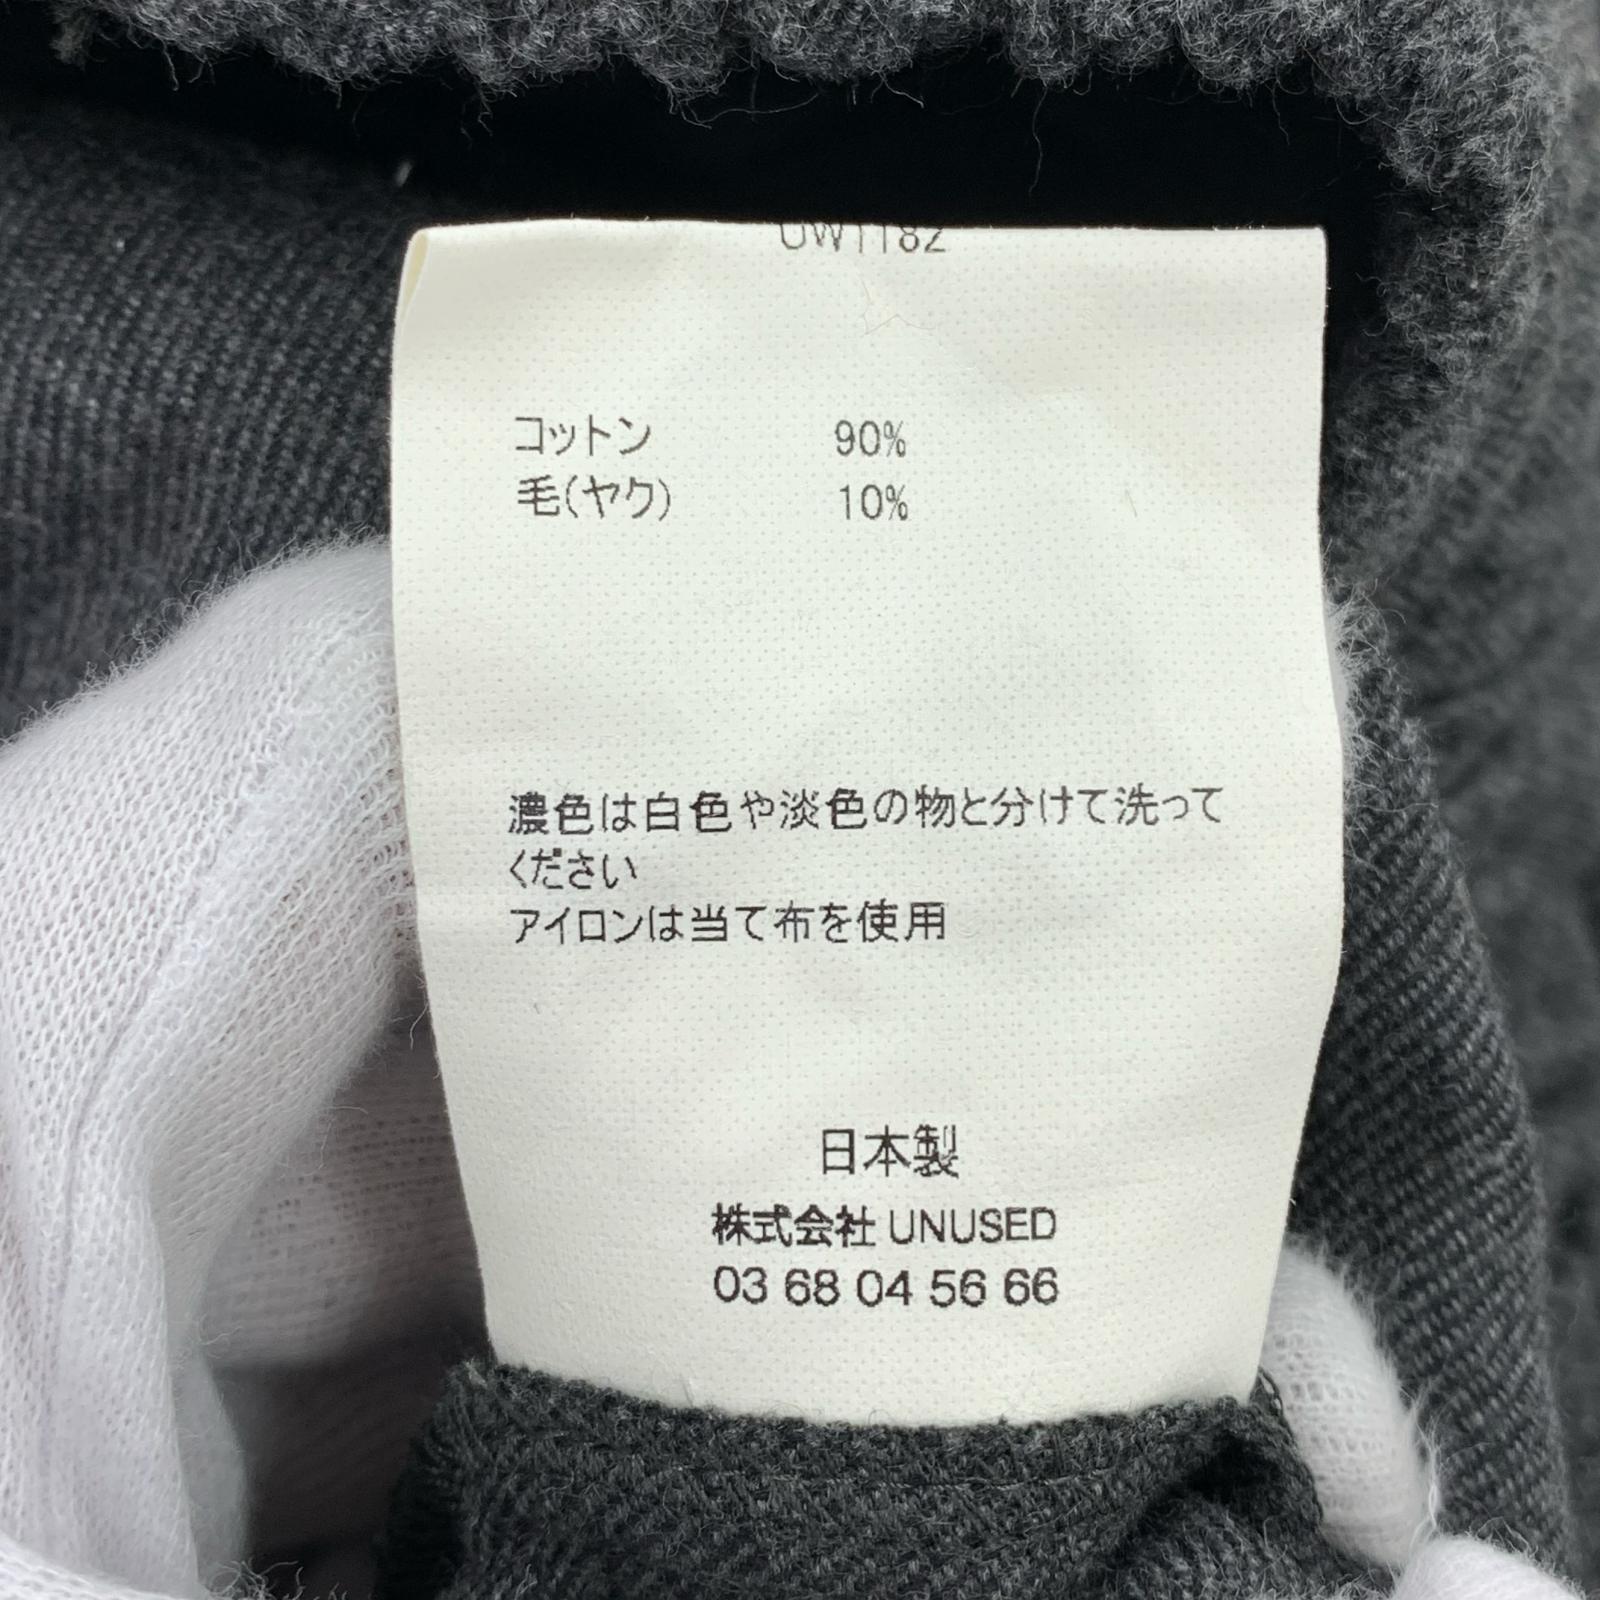 UW1182
コットン 90%
毛(ヤク) 10%
濃色は白色や淡色の物と分けて洗って
ください
アイロンは当て布を使用
日本製
株式会社 UNUSED
03 68 04 56 66